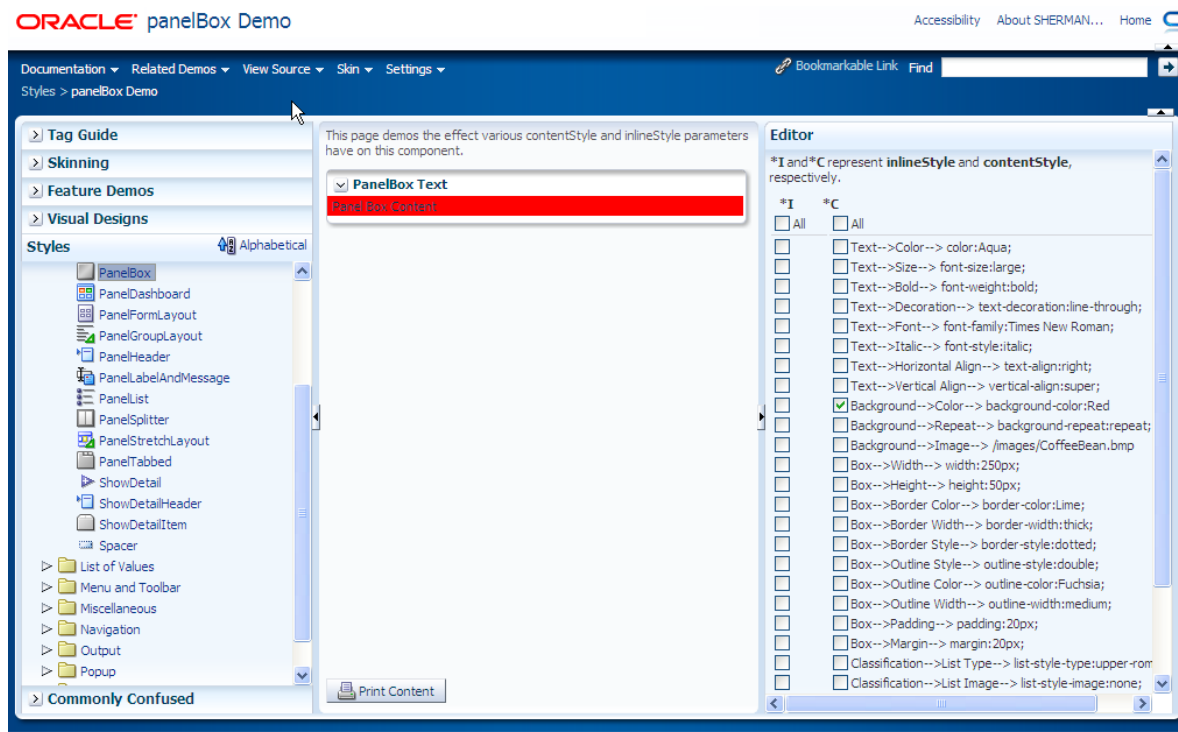 ORACLE panelBox Demo
Accessibility About SHERMAN... Home
Documentation Related Demos View Source Skin Settings
Bookmarkable Link Find
Styles > panelBox Demo
Tag Guide
Skinning
Feature Demos
Visual Designs
Styles Alphabetical
PanelBox
PanelDashboard
PanelFormLayout
PanelGroupLayout
PanelHeader
PanelLabelAndMessage
PanelList
PanelSplitter
PanelStretchLayout
PanelTabbed
ShowDetail
ShowDetailHeader
ShowDetailItem
Spacer
List of Values
Menu and Toolbar
Miscellaneous
Navigation
Output
Popup
Commonly Confused
This page demos the effect various contentStyle and inlineStyle parameters
have on this component.
PanelBox Text
Panel Box Content
Print Content
Editor
*I and *C represent inlineStyle and contentStyle,
respectively.
*I *C
All All
Text-->Color--> color:Aqua;
Text-->Size--> font-size:large;
Text-->Bold--> font-weight:bold;
Text-->Decoration--> text-decoration:line-through;
Text-->Font--> font-family:Times New Roman;
Text-->Italic--> font-style:italic;
Text-->Horizontal Align--> text-align:right;
Text-->Vertical Align--> vertical-align:super;
Background-->Color--> background-color:Red
Background-->Repeat--> background-repeat:repeat;
Background-->Image--> /images/CoffeeBean.bmp
Box-->Width--> width:250px;
Box-->Height--> height:50px;
Box-->Border Color--> border-color:Lime;
Box-->Border Width--> border-width:thick;
Box-->Border Style--> border-style:dotted;
Box-->Outline Style--> outline-style:double;
Box-->Outline Color--> outline-color:Fuchsia;
Box-->Outline Width--> outline-width:medium;
Box-->Padding--> padding:20px;
Box-->Margin--> margin:20px;
Classification-->List Type--> list-style-type:upper-rom
Classification-->List Image--> list-style-image:none;